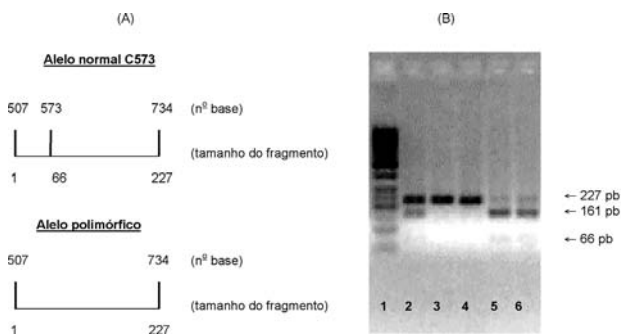 (A)
Alelo normal C573
507 573 734 (nº base)
(tamanho do fragmento)
1 66 227
Alelo polimórfico
507 734 (nº base)
(tamanho do fragmento)
1 227
(B)
← 227 pb
← 161 pb
← 66 pb
1 2 3 4 5 6